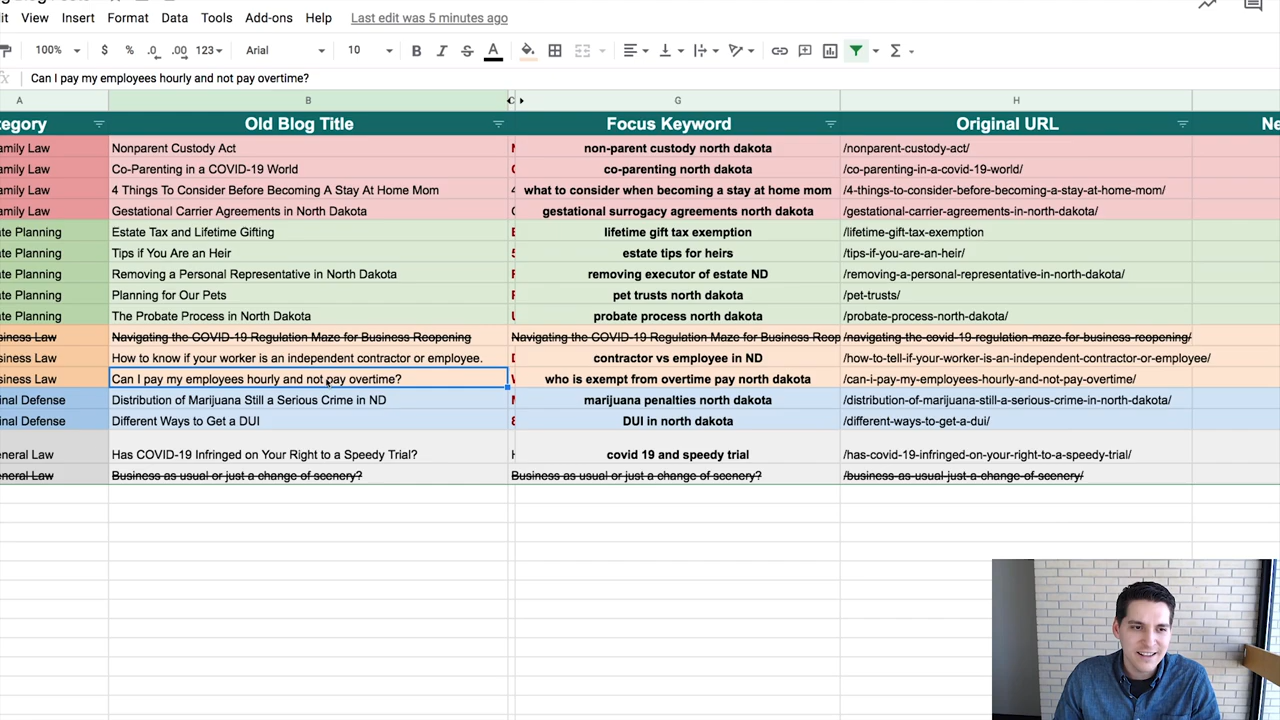 it View Insert Format Data Tools Add-ons Help Last edit was 5 minutes ago
100% $ % .0 .00 123 Arial 10 B I S A
Can I pay my employees hourly and not pay overtime?
A B G H
tegory Old Blog Title Focus Keyword Original URL Ne
amily Law Nonparent Custody Act non-parent custody north dakota /nonparent-custody-act/
amily Law Co-Parenting in a COVID-19 World co-parenting north dakota /co-parenting-in-a-covid-19-world/
amily Law 4 Things To Consider Before Becoming A Stay At Home Mom 4 what to consider when becoming a stay at home mom /4-things-to-consider-before-becoming-a-stay-at-home-mom/
amily Law Gestational Carrier Agreements in North Dakota gestational surrogacy agreements north dakota /gestational-carrier-agreements-in-north-dakota/
ate Planning Estate Tax and Lifetime Gifting lifetime gift tax exemption /lifetime-gift-tax-exemption
ate Planning Tips if You Are an Heir 5 estate tips for heirs /tips-if-you-are-an-heir/
ate Planning Removing a Personal Representative in North Dakota removing executor of estate ND /removing-a-personal-representative-in-north-dakota/
ate Planning Planning for Our Pets pet trusts north dakota /pet-trusts/
ate Planning The Probate Process in North Dakota probate process north dakota /probate-process-north-dakota/
siness Law Navigating the COVID-19 Regulation Maze for Business Reopening Navigating the COVID-19 Regulation Maze for Business Reop /navigating-the-covid-19-regulation-maze-for-business-reopening/
siness Law How to know if your worker is an independent contractor or employee. contractor vs employee in ND /how-to-tell-if-your-worker-is-an-independent-contractor-or-employee/
siness Law Can I pay my employees hourly and not pay overtime? who is exempt from overtime pay north dakota /can-i-pay-my-employees-hourly-and-not-pay-overtime/
inal Defense Distribution of Marijuana Still a Serious Crime in ND marijuana penalties north dakota /distribution-of-marijuana-still-a-serious-crime-in-north-dakota/
inal Defense Different Ways to Get a DUI 8 DUI in north dakota /different-ways-to-get-a-dui/
eneral Law Has COVID-19 Infringed on Your Right to a Speedy Trial? covid 19 and speedy trial /has-covid-19-infringed-on-your-right-to-a-speedy-trial/
eneral Law Business as usual or just a change of scenery? Business as usual or just a change of scenery? /business-as-usual-just-a-change-of-scenery/